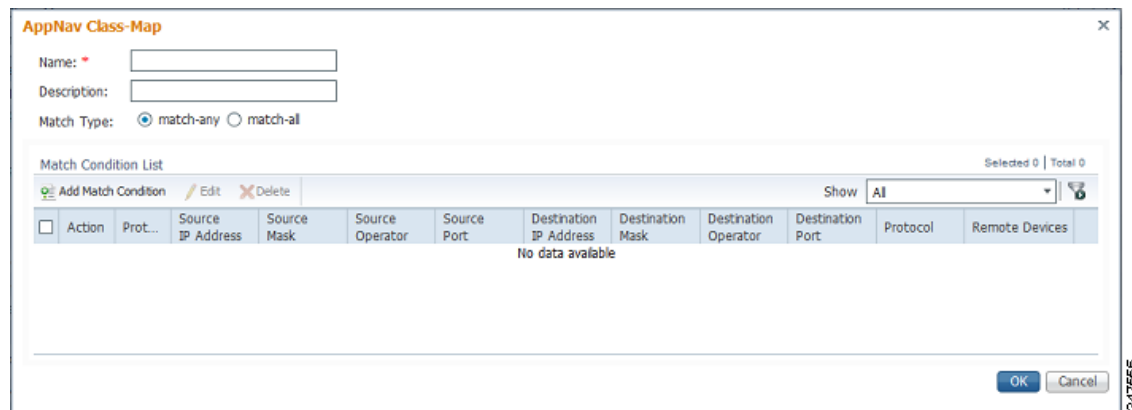 AppNav Class-Map
Name: *
Description:
Match Type: match-any match-all
Match Condition List Selected 0 | Total 0
Add Match Condition Edit Delete Show All
Action Prot... Source IP Address Source Mask Source Operator Source Port Destination IP Address Destination Mask Destination Operator Destination Port Protocol Remote Devices
No data available
OK Cancel